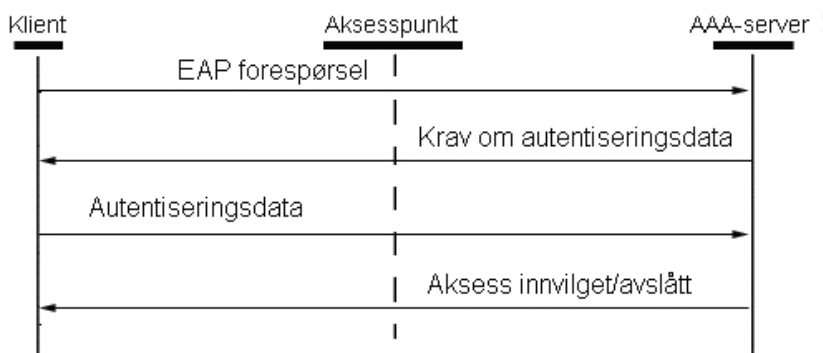 Klient
Aksesspunkt
AAA-server
EAP forespørsel
Krav om autentiseringsdata
Autentiseringsdata
Aksess innvilget/avslått